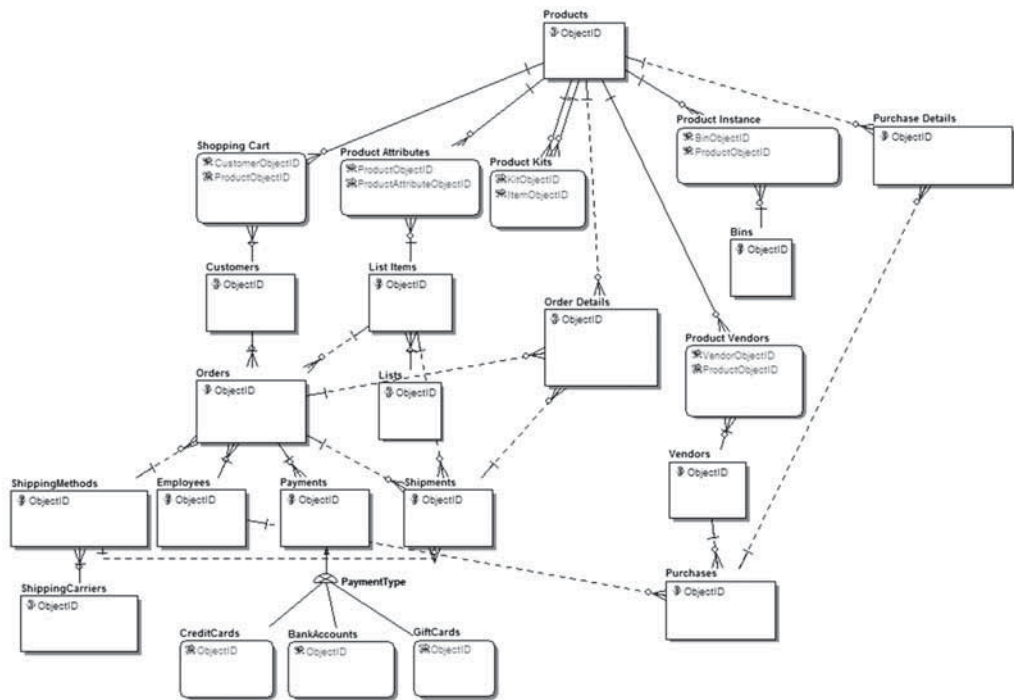 Products
ObjectID
Shopping Cart
CustomerObjectID
ProductObjectID
Product Attributes
ProductObjectID
ProductAttributeObjectID
Product Kits
KitObjectID
ItemObjectID
Product Instance
BinObjectID
ProductObjectID
Purchase Details
ObjectID
Bins
ObjectID
Customers
ObjectID
List Items
ObjectID
Order Details
ObjectID
Product Vendors
VendorObjectID
ProductObjectID
Orders
ObjectID
Lists
ObjectID
Vendors
ObjectID
ShippingMethods
ObjectID
Employees
ObjectID
Payments
ObjectID
Shipments
ObjectID
Purchases
ObjectID
ShippingCarriers
ObjectID
PaymentType
CreditCards
ObjectID
BankAccounts
ObjectID
GiftCards
ObjectID